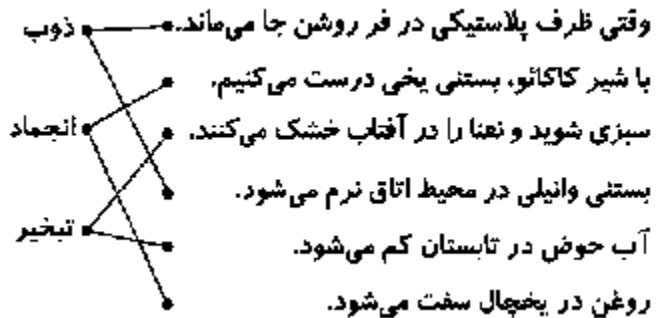 وقتی ظرف پلاستیکی در فر روشن جا می‌ماند.
با شیر کاکائو، بستنی یخی درست می‌کنیم.
سبزی شوید و نعنا را در آفتاب خشک می‌کنند.
بستنی وانیلی در محیط اتاق نرم می‌شود.
آب حوض در تابستان کم می‌شود.
روغن در یخچال سفت می‌شود.
ذوب
انجماد
تبخیر